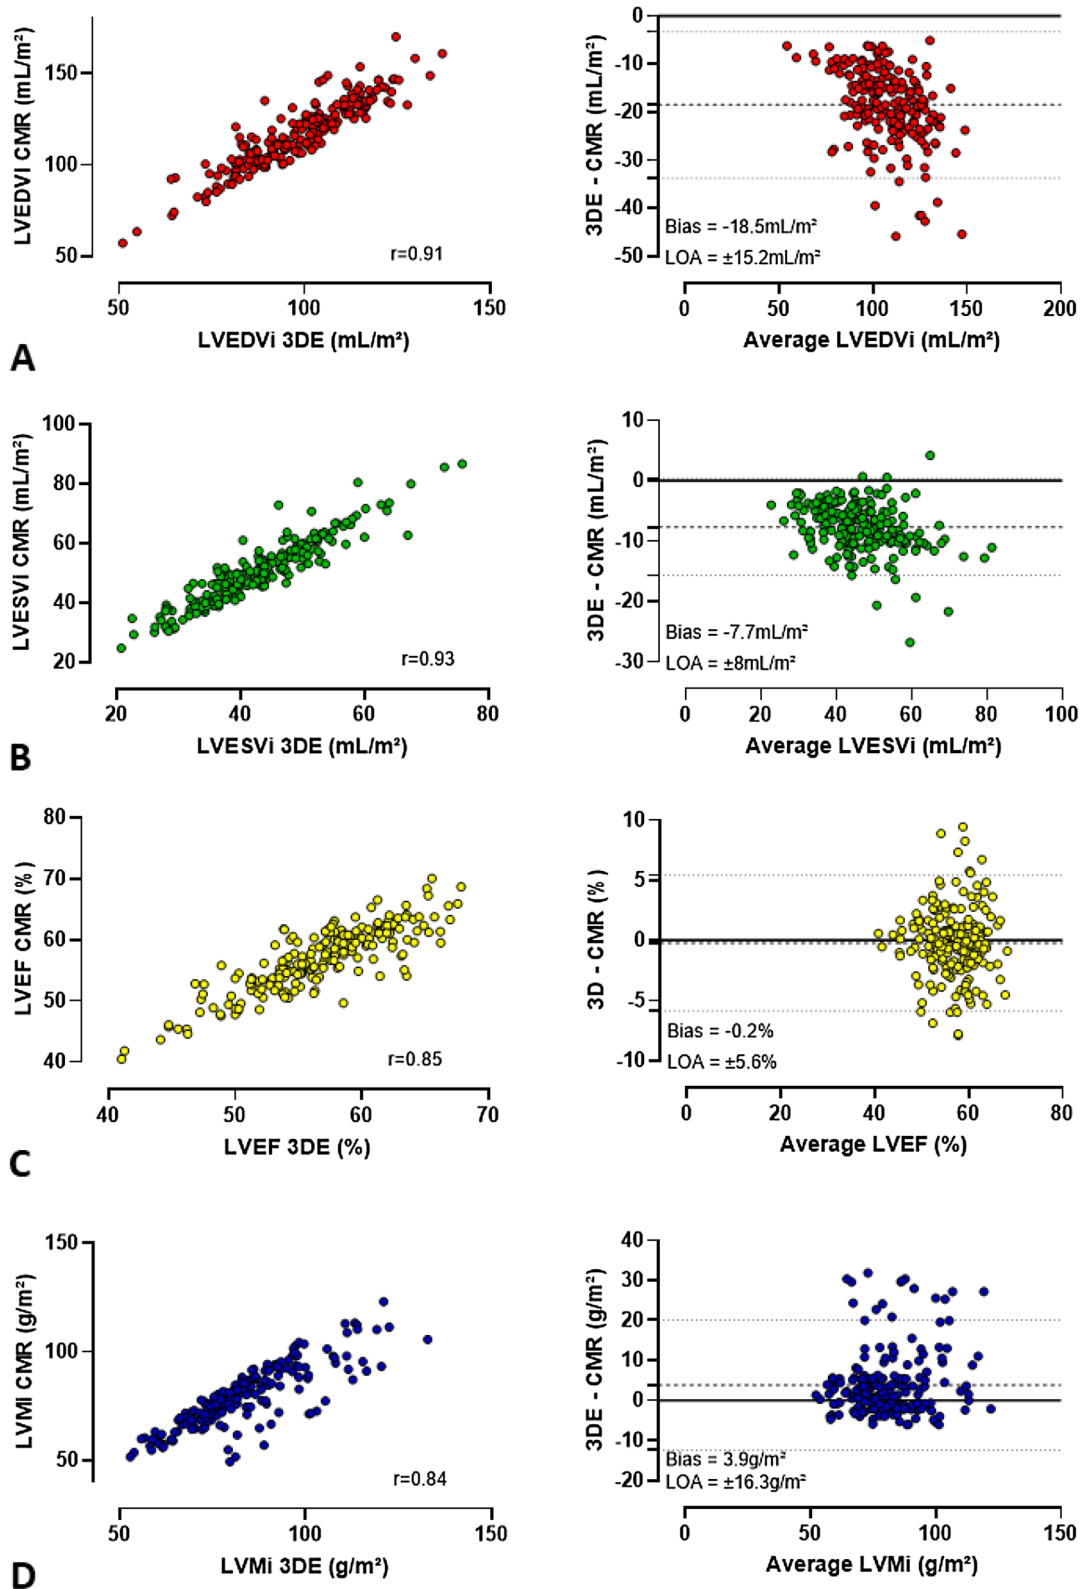 150
100
50
LVEDVi CMR (mL/m²)
r=0.91
50 100 150
LVEDVi 3DE (mL/m²)
0
-10
-20
-30
-40
-50
3DE - CMR (mL/m²)
Bias = -18.5mL/m²
LOA = ±15.2mL/m²
0 50 100 150 200
Average LVEDVi (mL/m²)
A
100
80
60
40
20
LVESVi CMR (mL/m²)
r=0.93
20 40 60 80
LVESVi 3DE (mL/m²)
10
0
-10
-20
-30
3DE - CMR (mL/m²)
Bias = -7.7mL/m²
LOA = ±8mL/m²
0 20 40 60 80 100
Average LVESVi (mL/m²)
B
80
70
60
50
40
LVEF CMR (%)
r=0.85
40 50 60 70
LVEF 3DE (%)
10
5
0
-5
-10
3D - CMR (%)
Bias = -0.2%
LOA = ±5.6%
0 20 40 60 80
Average LVEF (%)
C
150
100
50
LVMi CMR (g/m²)
r=0.84
50 100 150
LVMi 3DE (g/m²)
40
30
20
10
0
-10
-20
3DE - CMR (g/m²)
Bias = 3.9g/m²
LOA = ±16.3g/m²
0 50 100 150
Average LVMi (g/m²)
D